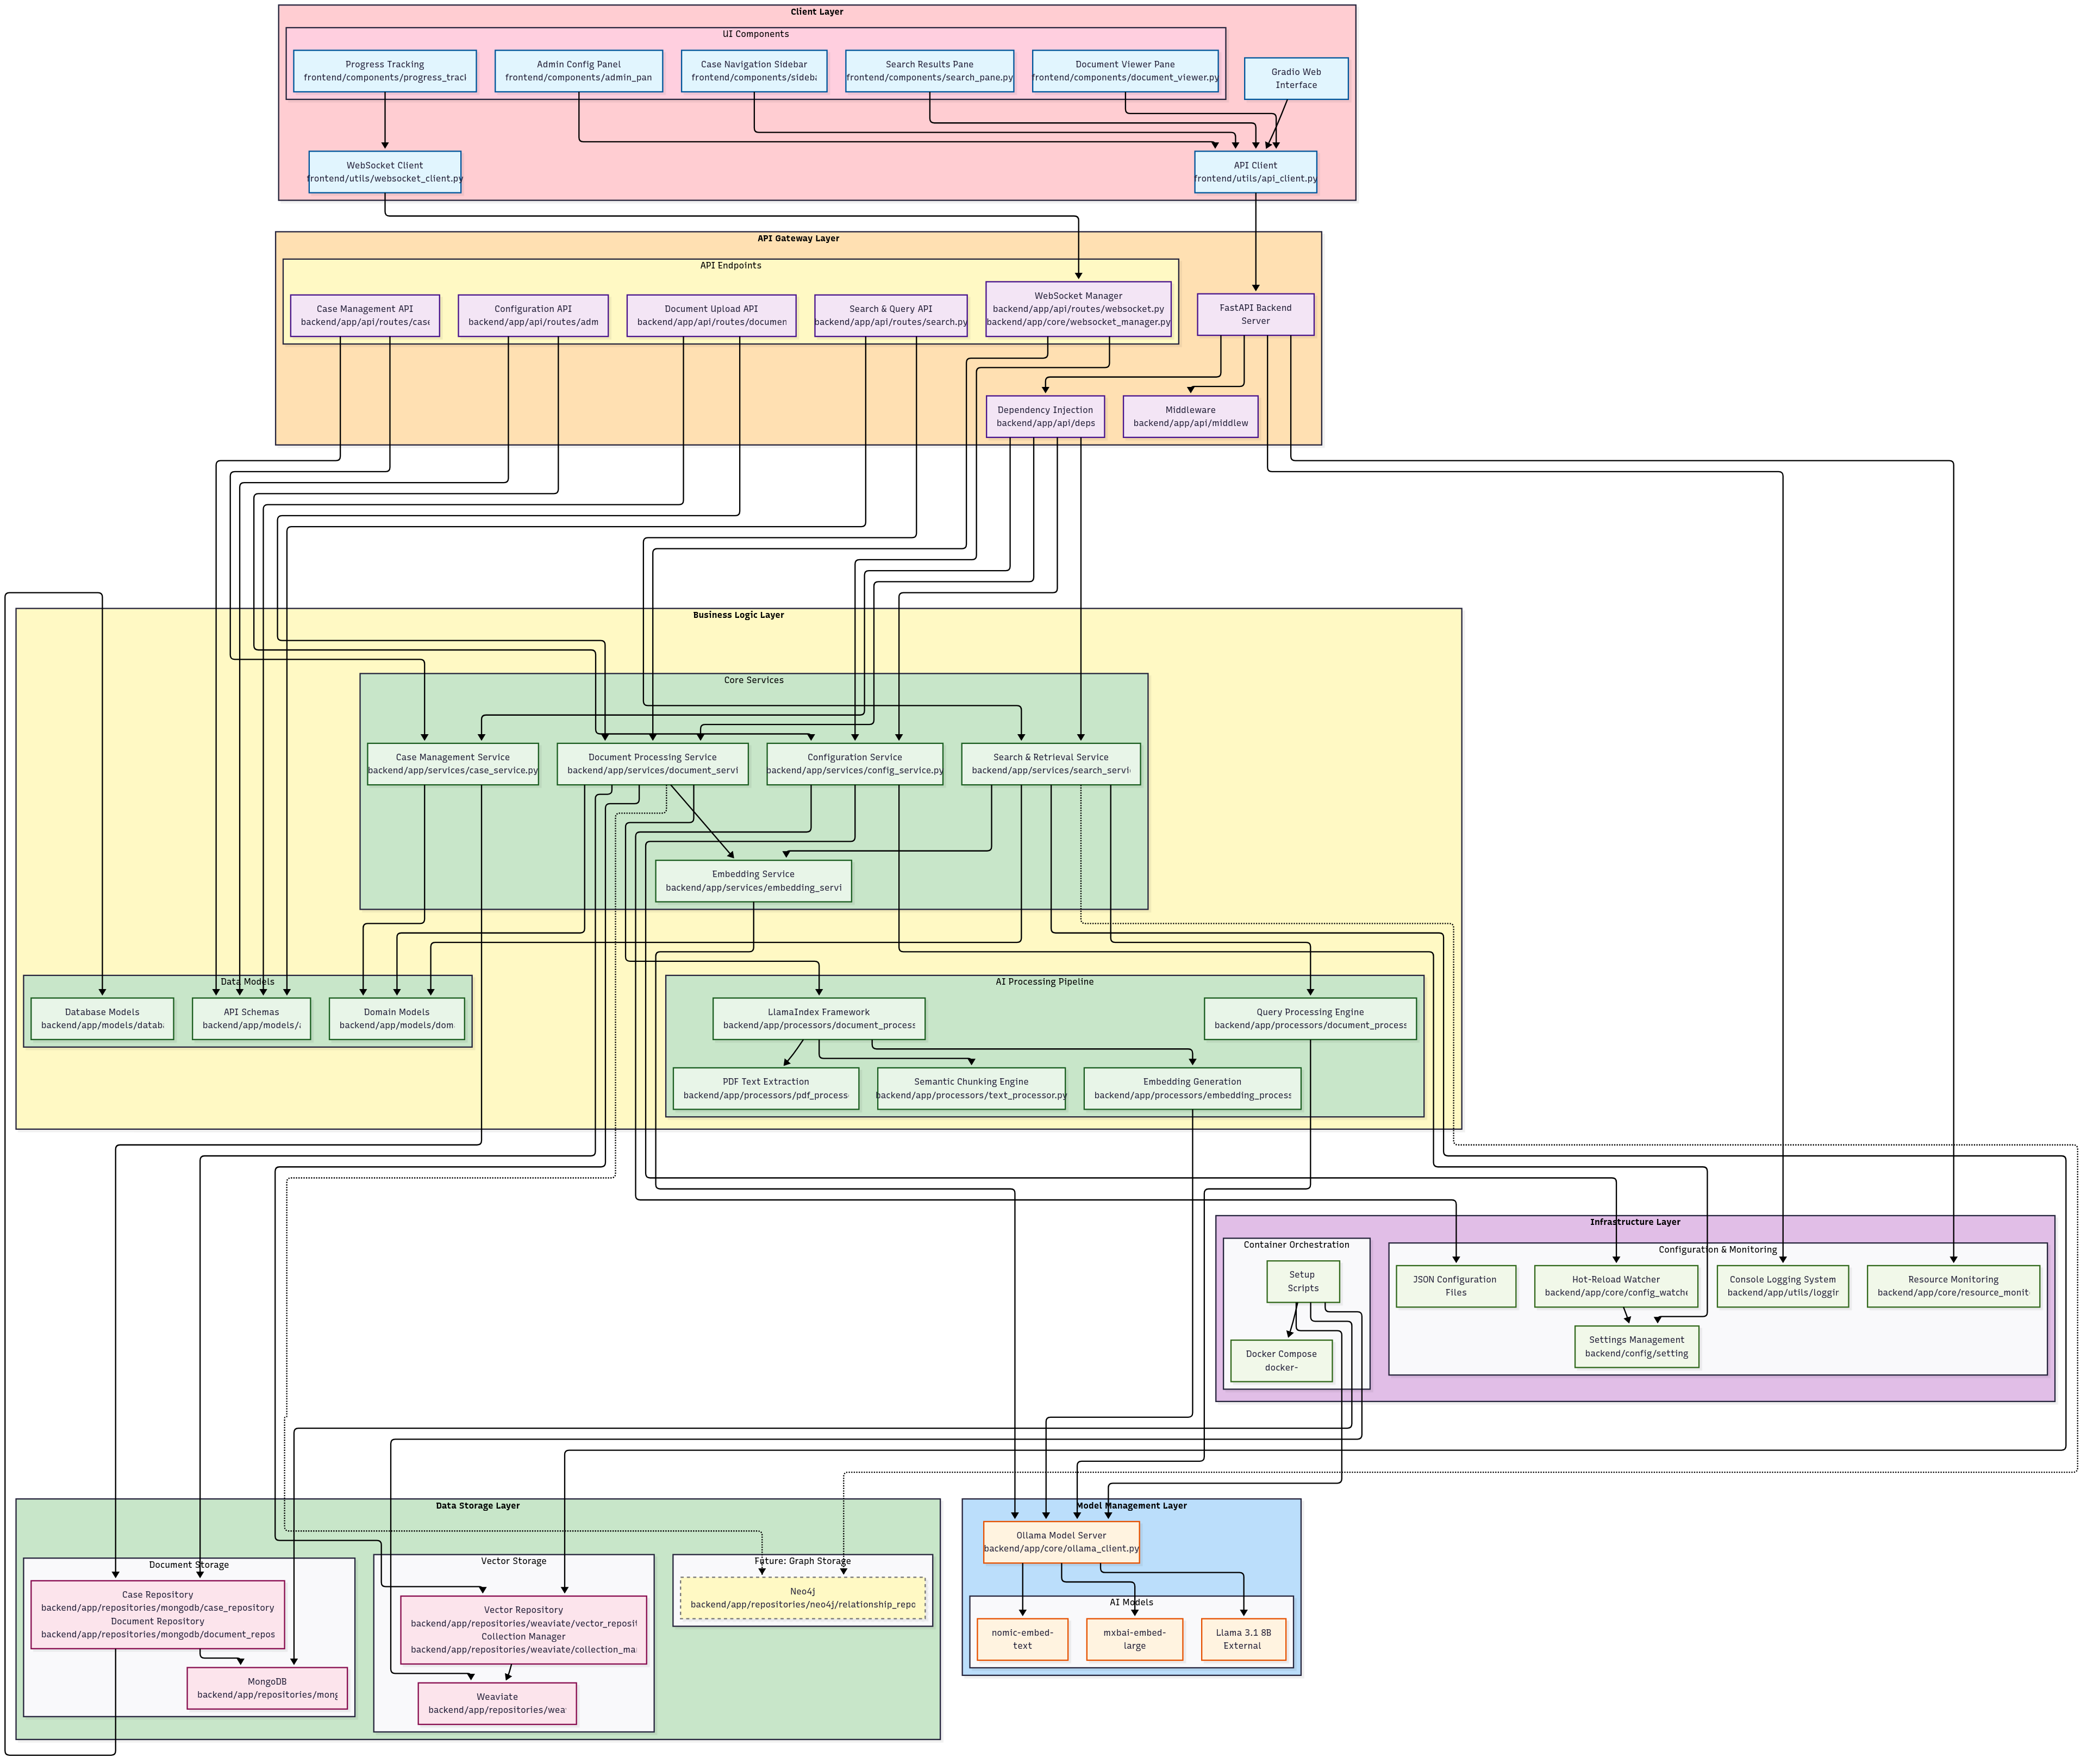 Client Layer
UI Components
Progress Tracking
frontend/components/progress_tracl
Admin Config Panel
frontend/components/admin_pan
Case Navigation Sidebar
frontend/components/sideba
Search Results Pane
frontend/components/search_pane.py
Document Viewer Pane
frontend/components/document_viewer.py
Gradio Web
Interface
WebSocket Client
frontend/utils/websocket_client.py
API Client
frontend/utils/api_client.py
API Gateway Layer
API Endpoints
Case Management API
backend/app/api/routes/case
Configuration API
backend/app/api/routes/adm
Document Upload API
backend/app/api/routes/documen
Search & Query API
backend/app/api/routes/search.py
WebSocket Manager
backend/app/api/routes/websocket.py
backend/app/core/websocket_manager.py
FastAPI Backend
Server
Dependency Injection
backend/app/api/deps
Middleware
backend/app/api/middlew
Business Logic Layer
Core Services
Case Management Service
backend/app/services/case_service.py
Document Processing Service
backend/app/services/document_servi
Configuration Service
backend/app/services/config_service.py
Search & Retrieval Service
backend/app/services/search_servi
Embedding Service
backend/app/services/embedding_servi
Data Models
Database Models
backend/app/models/databa
API Schemas
backend/app/models/a
Domain Models
backend/app/models/dom
AI Processing Pipeline
LlamaIndex Framework
backend/app/processors/document_process
Query Processing Engine
backend/app/processors/document_process
PDF Text Extraction
backend/app/processors/pdf_process
Semantic Chunking Engine
backend/app/processors/text_processor.py
Embedding Generation
backend/app/processors/embedding_process
Infrastructure Layer
Container Orchestration
Setup
Scripts
Docker Compose
docker-
Configuration & Monitoring
JSON Configuration
Files
Hot-Reload Watcher
backend/app/core/config_watche
Console Logging System
backend/app/utils/loggin
Resource Monitoring
backend/app/core/resource_monit
Settings Management
backend/config/setting
Data Storage Layer
Document Storage
Case Repository
backend/app/repositories/mongodb/case_repository
Document Repository
backend/app/repositories/mongodb/document_repos
MongoDB
backend/app/repositories/mong
Vector Storage
Vector Repository
backend/app/repositories/weaviate/vector_reposit
Collection Manager
backend/app/repositories/weaviate/collection_ma
Weaviate
backend/app/repositories/wea
Future: Graph Storage
Neo4j
backend/app/repositories/neo4j/relationship_repo
Model Management Layer
Ollama Model Server
backend/app/core/ollama_client.py
AI Models
nomic-embed-
text
mxbai-embed-
large
Llama 3.1 8B
External